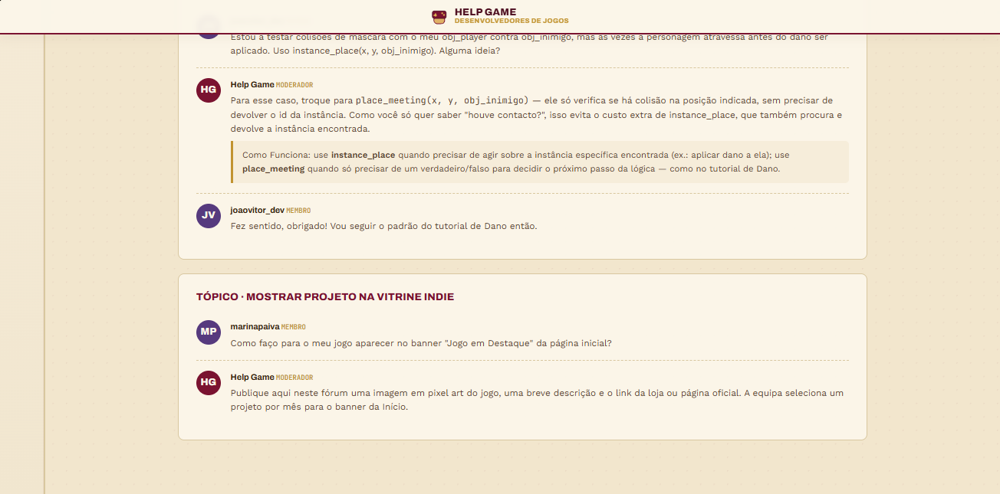 HELP GAME
DESENVOLVEDORES DE JOGOS
Estou a testar colisões de máscara com o meu obj_player contra obj_inimigo, mas às vezes a personagem atravessa antes do dano ser
aplicado. Uso instance_place(x, y, obj_inimigo). Alguma ideia?
HG
Help Game MODERADOR
Para esse caso, troque para place_meeting(x, y, obj_inimigo) — ele só verifica se há colisão na posição indicada, sem precisar de
devolver o id da instância. Como você só quer saber "houve contacto?", isso evita o custo extra de instance_place, que também procura e
devolve a instância encontrada.
Como Funciona: use instance_place quando precisar de agir sobre a instância específica encontrada (ex.: aplicar dano a ela); use
place_meeting quando só precisar de um verdadeiro/falso para decidir o próximo passo da lógica — como no tutorial de Dano.
JV
joaovitor_dev MEMBRO
Fez sentido, obrigado! Vou seguir o padrão do tutorial de Dano então.
TÓPICO · MOSTRAR PROJETO NA VITRINE INDIE
MP
marinapaiva MEMBRO
Como faço para o meu jogo aparecer no banner "Jogo em Destaque" da página inicial?
HG
Help Game MODERADOR
Publique aqui neste fórum uma imagem em pixel art do jogo, uma breve descrição e o link da loja ou página oficial. A equipa seleciona um
projeto por mês para o banner da Início.